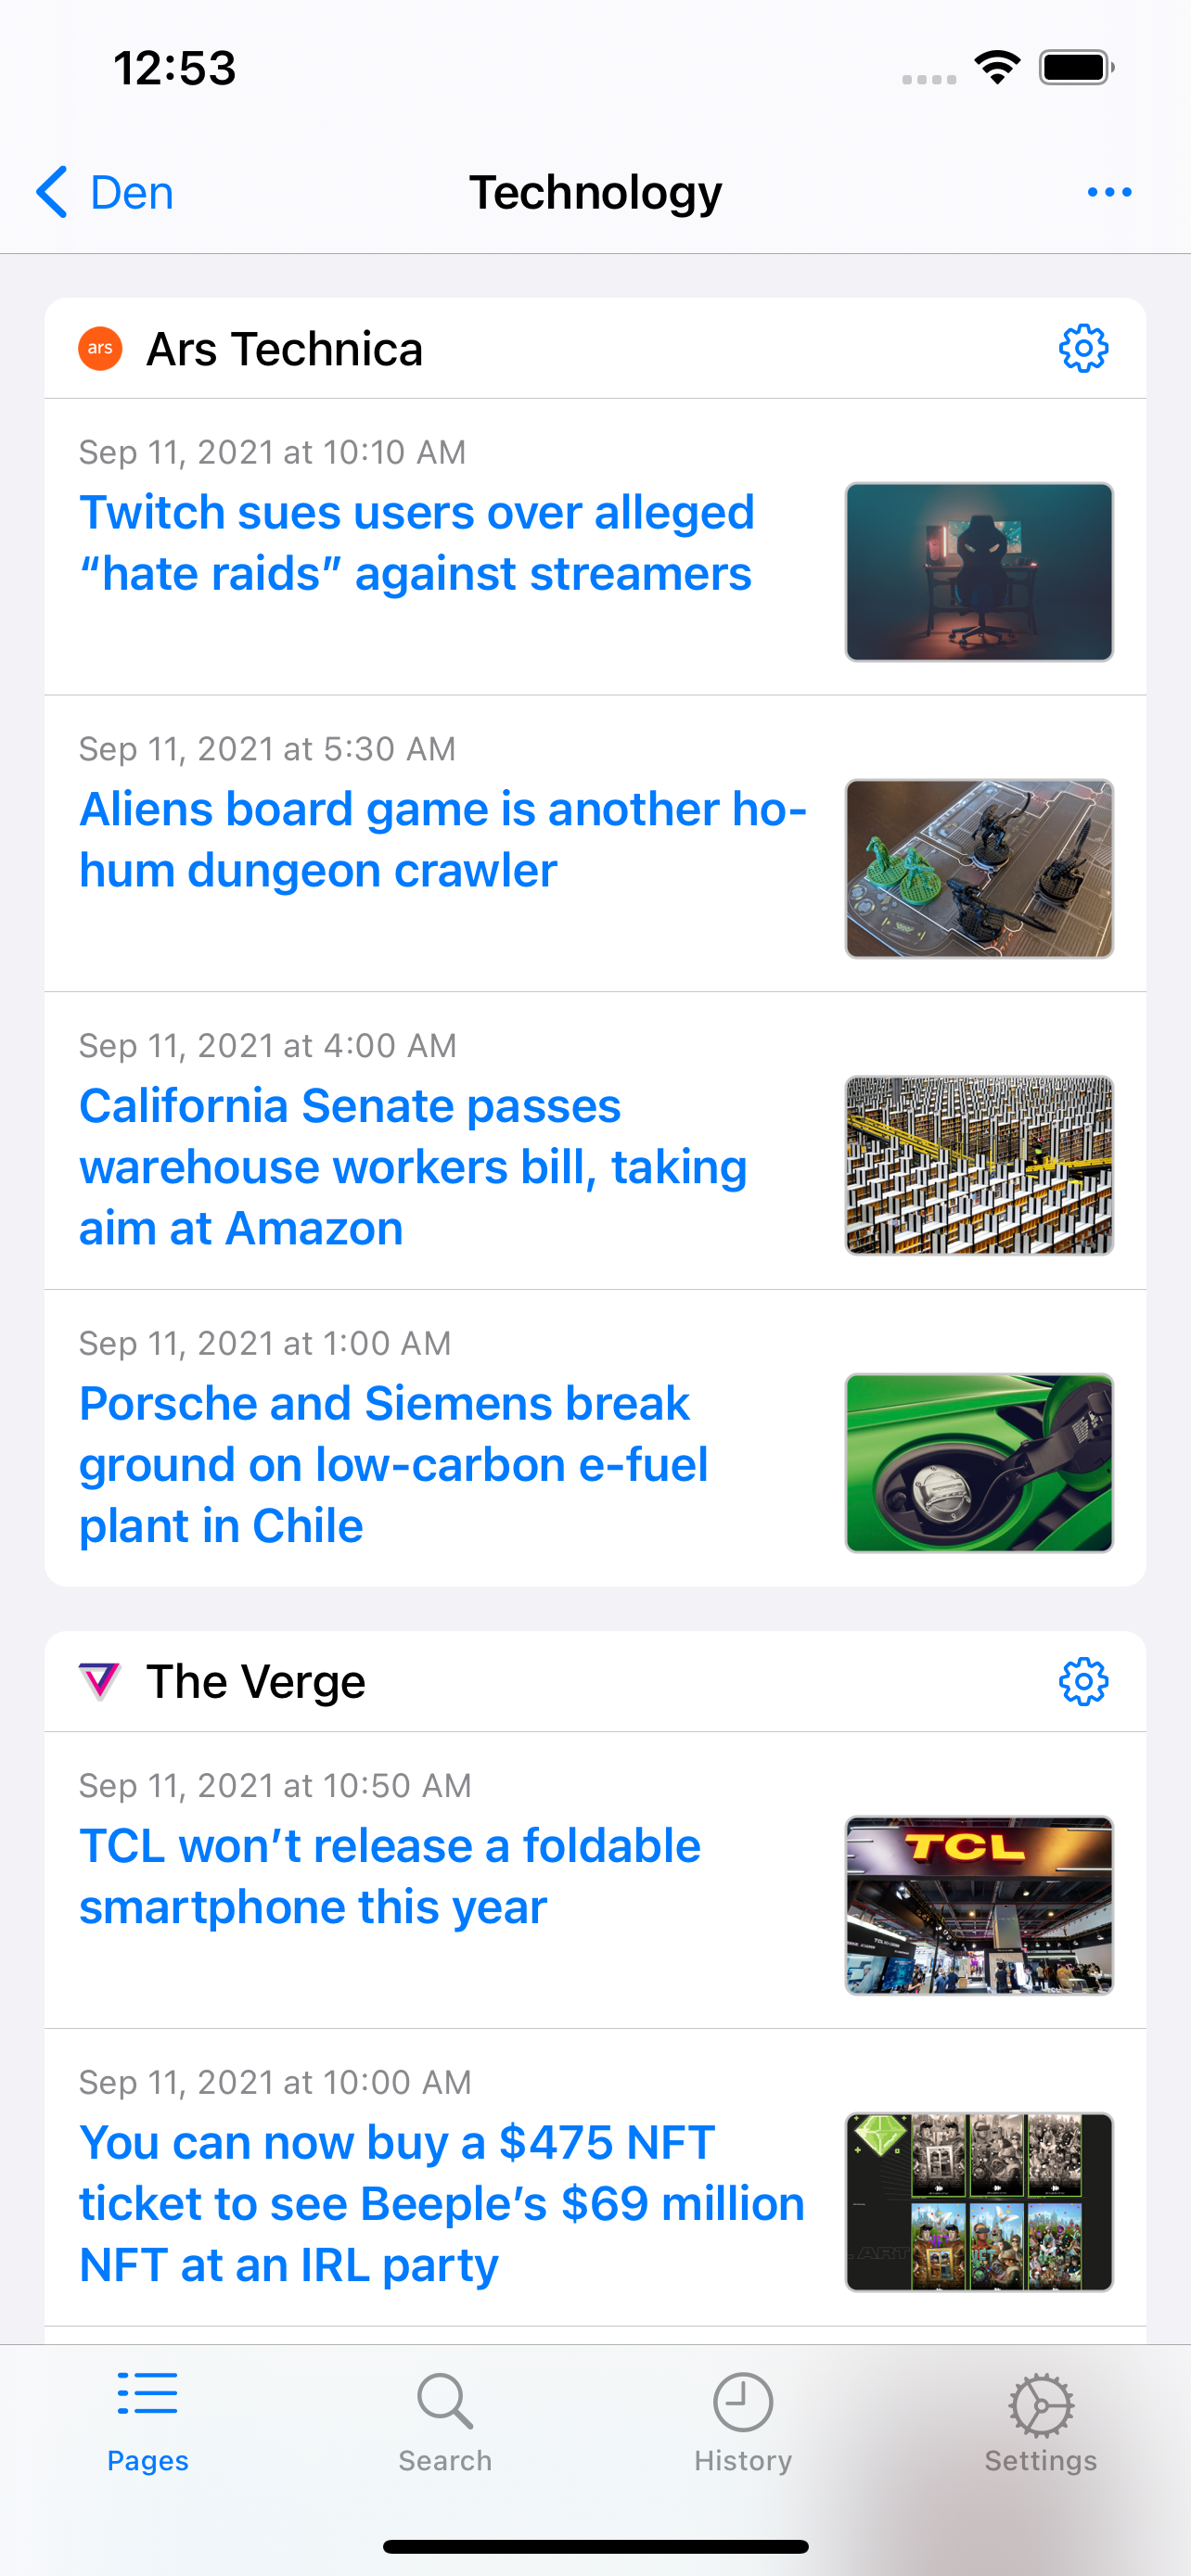 12:53
Den
Technology
ars
Ars Technica
Sep 11, 2021 at 10:10 AM
Twitch sues users over alleged
“hate raids” against streamers
Sep 11, 2021 at 5:30 AM
Aliens board game is another ho-
hum dungeon crawler
Sep 11, 2021 at 4:00 AM
California Senate passes
warehouse workers bill, taking
aim at Amazon
Sep 11, 2021 at 1:00 AM
Porsche and Siemens break
ground on low-carbon e-fuel
plant in Chile
The Verge
Sep 11, 2021 at 10:50 AM
TCL won’t release a foldable
smartphone this year
TCL
Sep 11, 2021 at 10:00 AM
You can now buy a $475 NFT
ticket to see Beeple’s $69 million
NFT at an IRL party
ART
Pages
Search
History
Settings